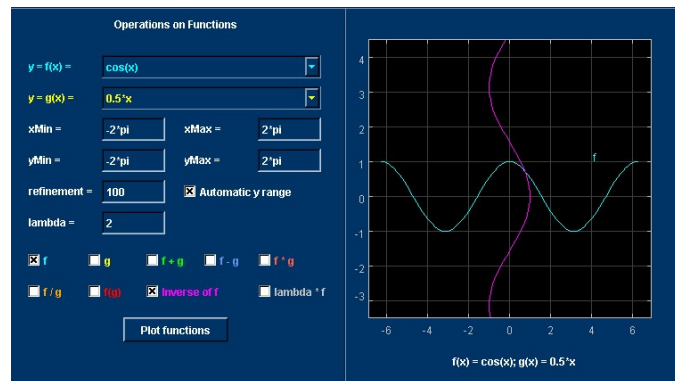 Operations on Functions
y = f(x) = cos(x)
y = g(x) = 0.5*x
xMin = -2*pi xMax = 2*pi
yMin = -2*pi yMax = 2*pi
refinement = 100 Automatic y range
lambda = 2
f g f + g f - g f * g
f / g f(g) Inverse of f lambda * f
Plot functions
4
3
2
f
1
0
-1
-2
-3
-6 -4 -2 0 2 4 6
f(x) = cos(x); g(x) = 0.5*x